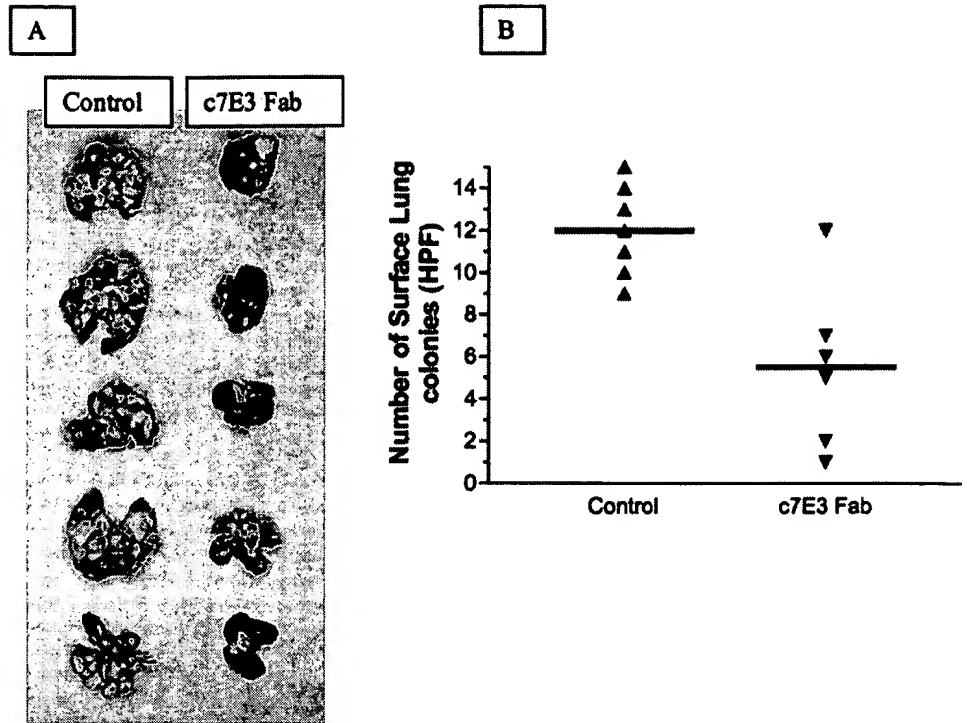 A
B
Control
c7E3 Fab
Number of Surface Lung
colonies (HPF)
14
12
10
8
6
4
2
0
Control
c7E3 Fab